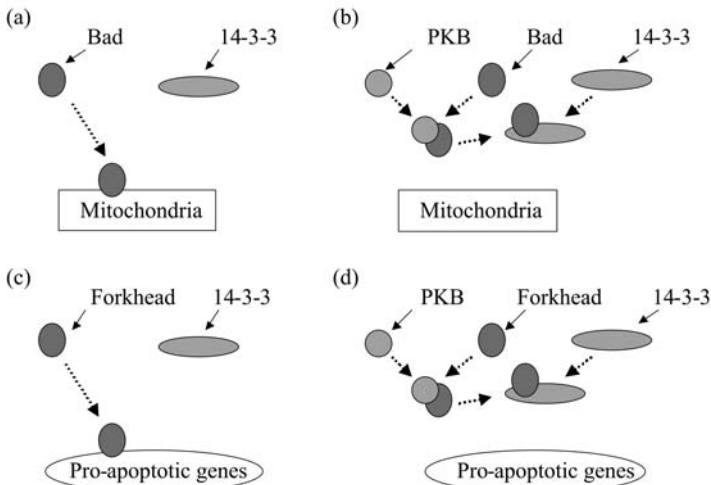 (a)
Bad
14-3-3
Mitochondria
(b)
PKB
Bad
14-3-3
Mitochondria
(c)
Forkhead
14-3-3
Pro-apoptotic genes
(d)
PKB
Forkhead
14-3-3
Pro-apoptotic genes